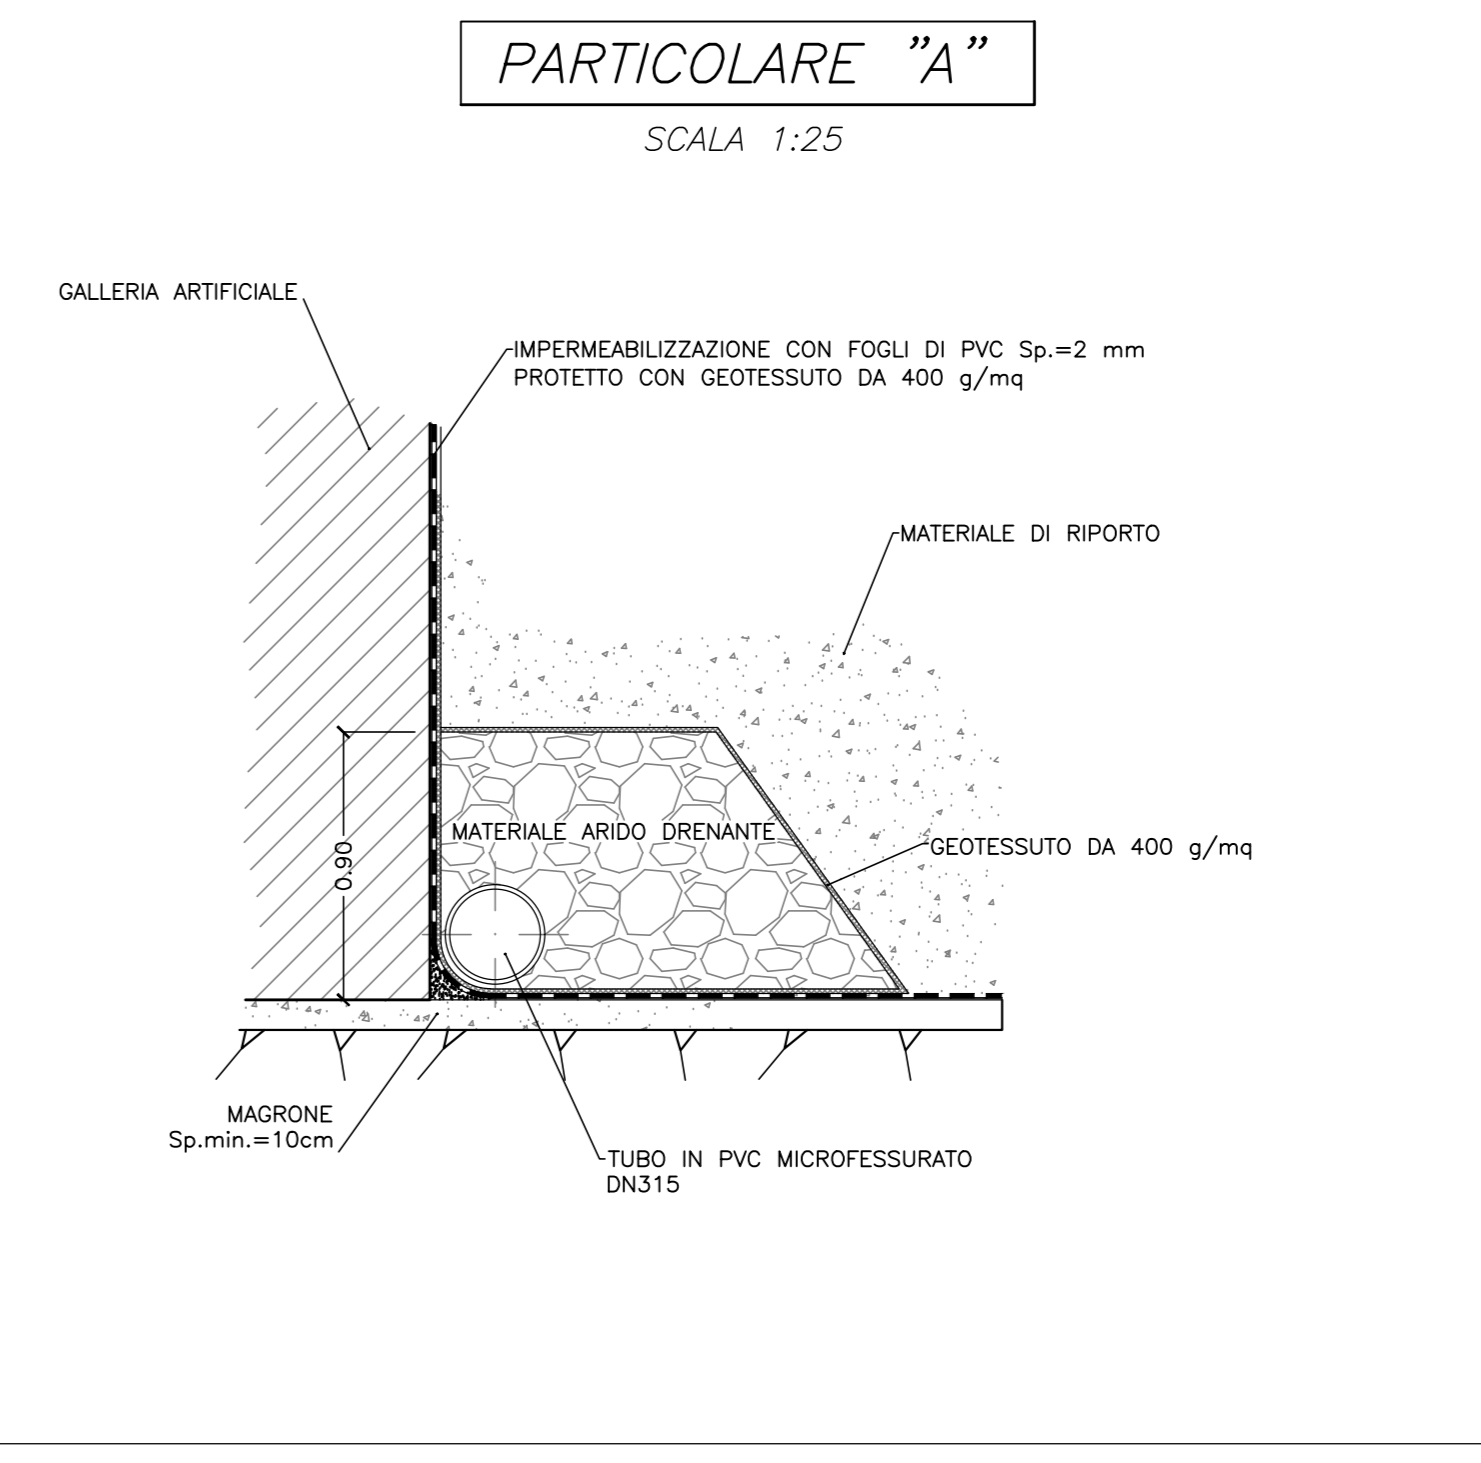 PARTICOLARE "A"
SCALA 1:25
GALLERIA ARTIFICIALE
IMPERMEABILIZZAZIONE CON FOGLI DI PVC Sp.=2 mm
PROTETTO CON GEOTESSUTO DA 400 g/mq
MATERIALE DI RIPORTO
MATERIALE ARIDO DRENANTE
GEOTESSUTO DA 400 g/mq
0.90
MAGRONE
Sp.min.=10cm
TUBO IN PVC MICROFESSURATO
DN315